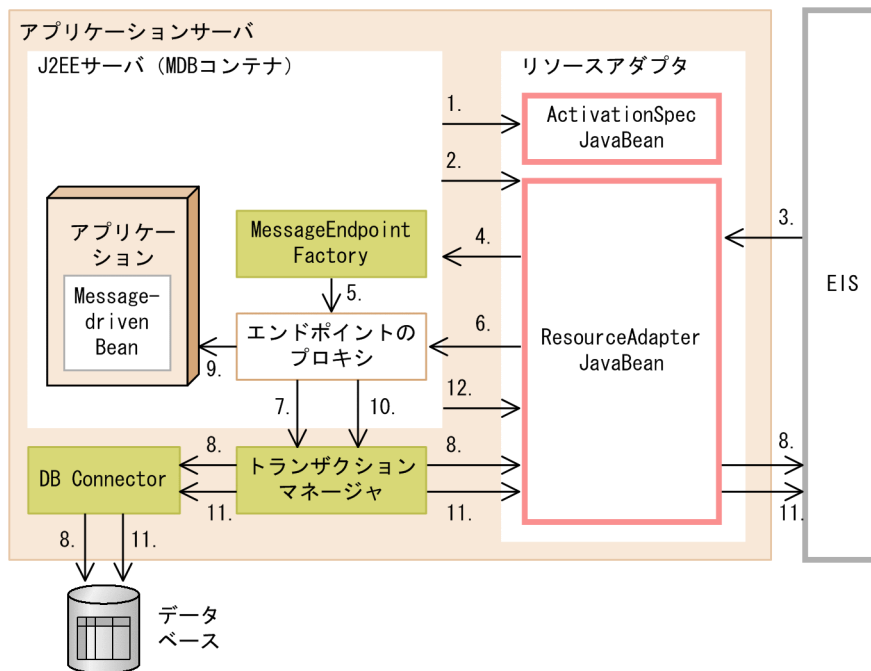 アプリケーションサーバ
J2EEサーバ（MDBコンテナ）
リソースアダプタ
1.
ActivationSpec
JavaBean
2.
アプリケー
ション
Message-
driven
Bean
MessageEndpoint
Factory
4.
3.
EIS
5.
エンドポイントの
プロキシ
6.
ResourceAdapter
JavaBean
9.
7.
10.
12.
DB Connector
8.
トランザクション
マネージャ
8.
8.
11.
11.
11.
8.
11.
データ
ベース